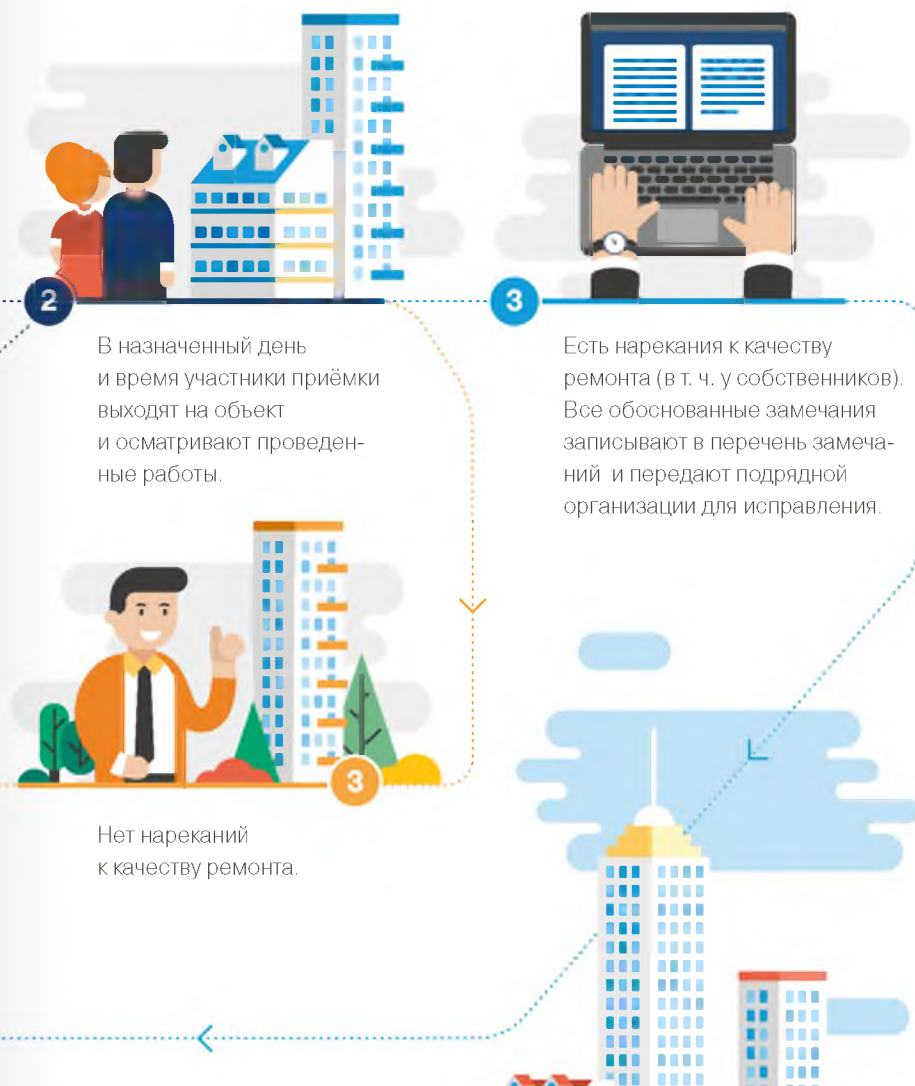 2
В назначенный день
и время участники приёмки
выходят на объект
и осматривают проведен-
ные работы.
3
Есть нарекания к качеству
ремонта (в т. ч. у собственников).
Все обоснованные замечания
записывают в перечень замеча-
ний и передают подрядной
организации для исправления.
3
Нет нареканий
к качеству ремонта.